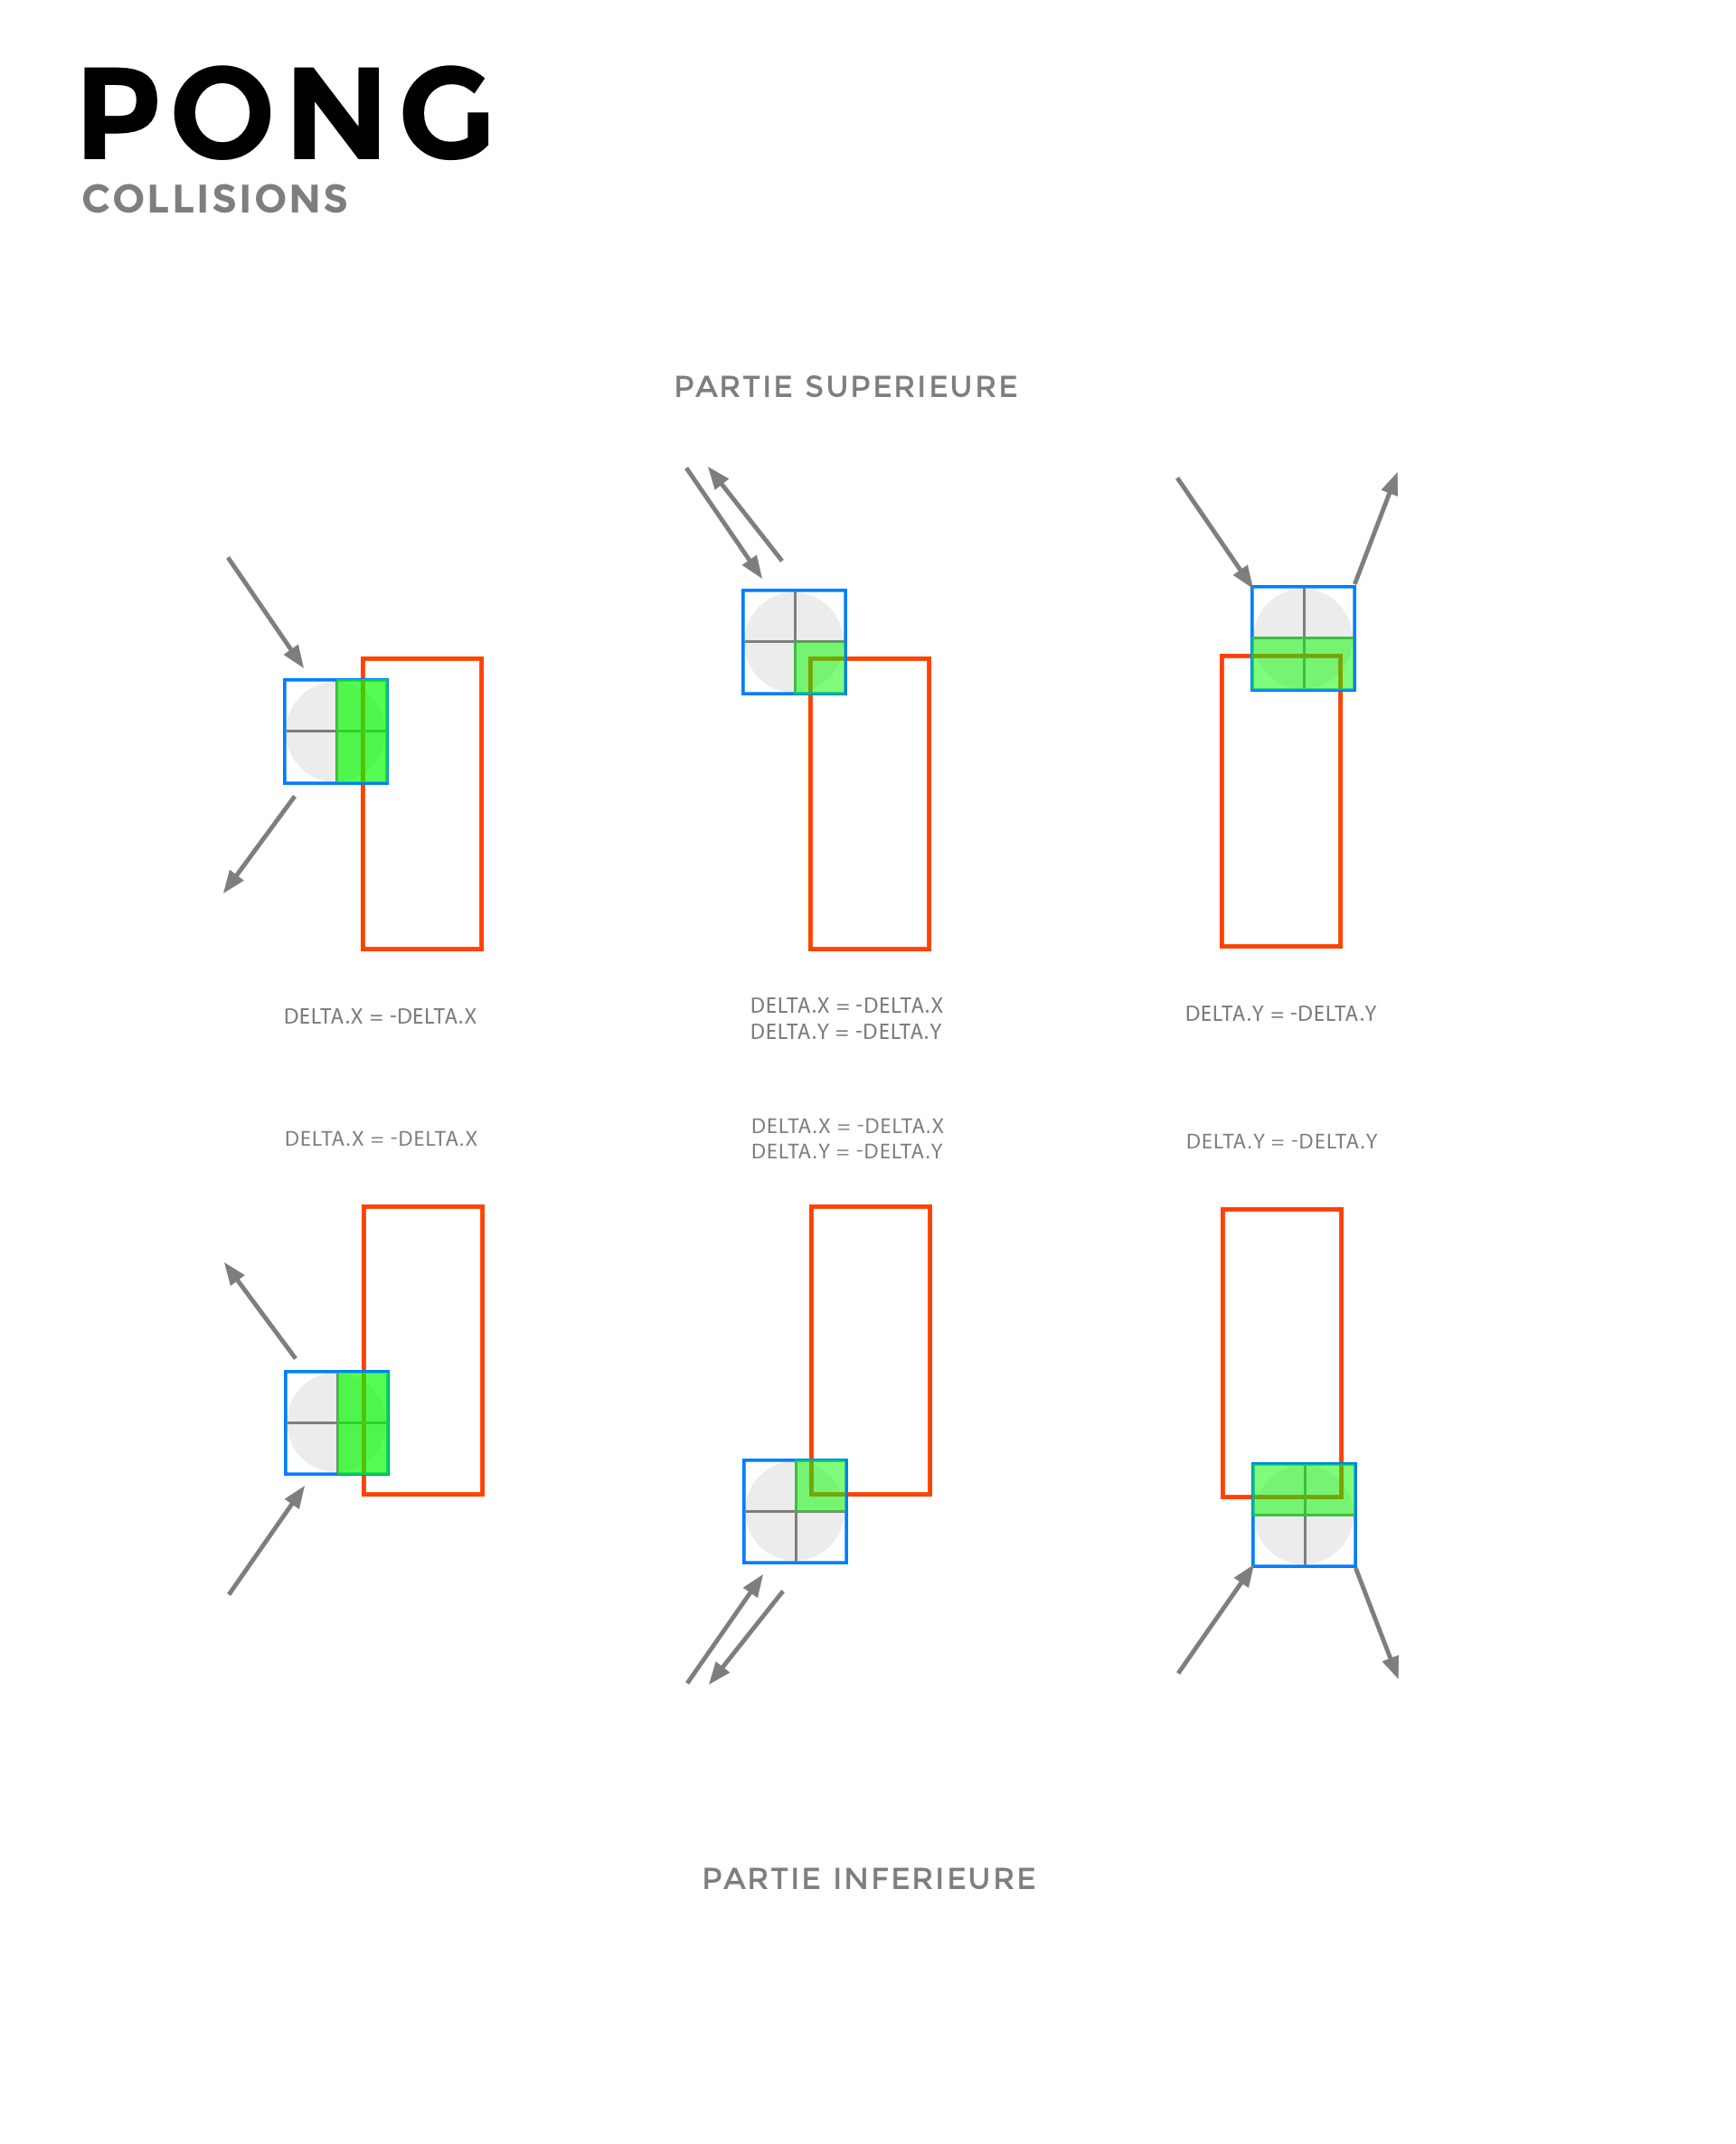 PONG
COLLISIONS
PARTIE SUPERIEURE
DELTA.X = -DELTA.X
DELTA.X = -DELTA.X
DELTA.Y = -DELTA.Y
DELTA.Y = -DELTA.Y
DELTA.X = -DELTA.X
DELTA.X = -DELTA.X
DELTA.Y = -DELTA.Y
DELTA.Y = -DELTA.Y
PARTIE INFERIEURE